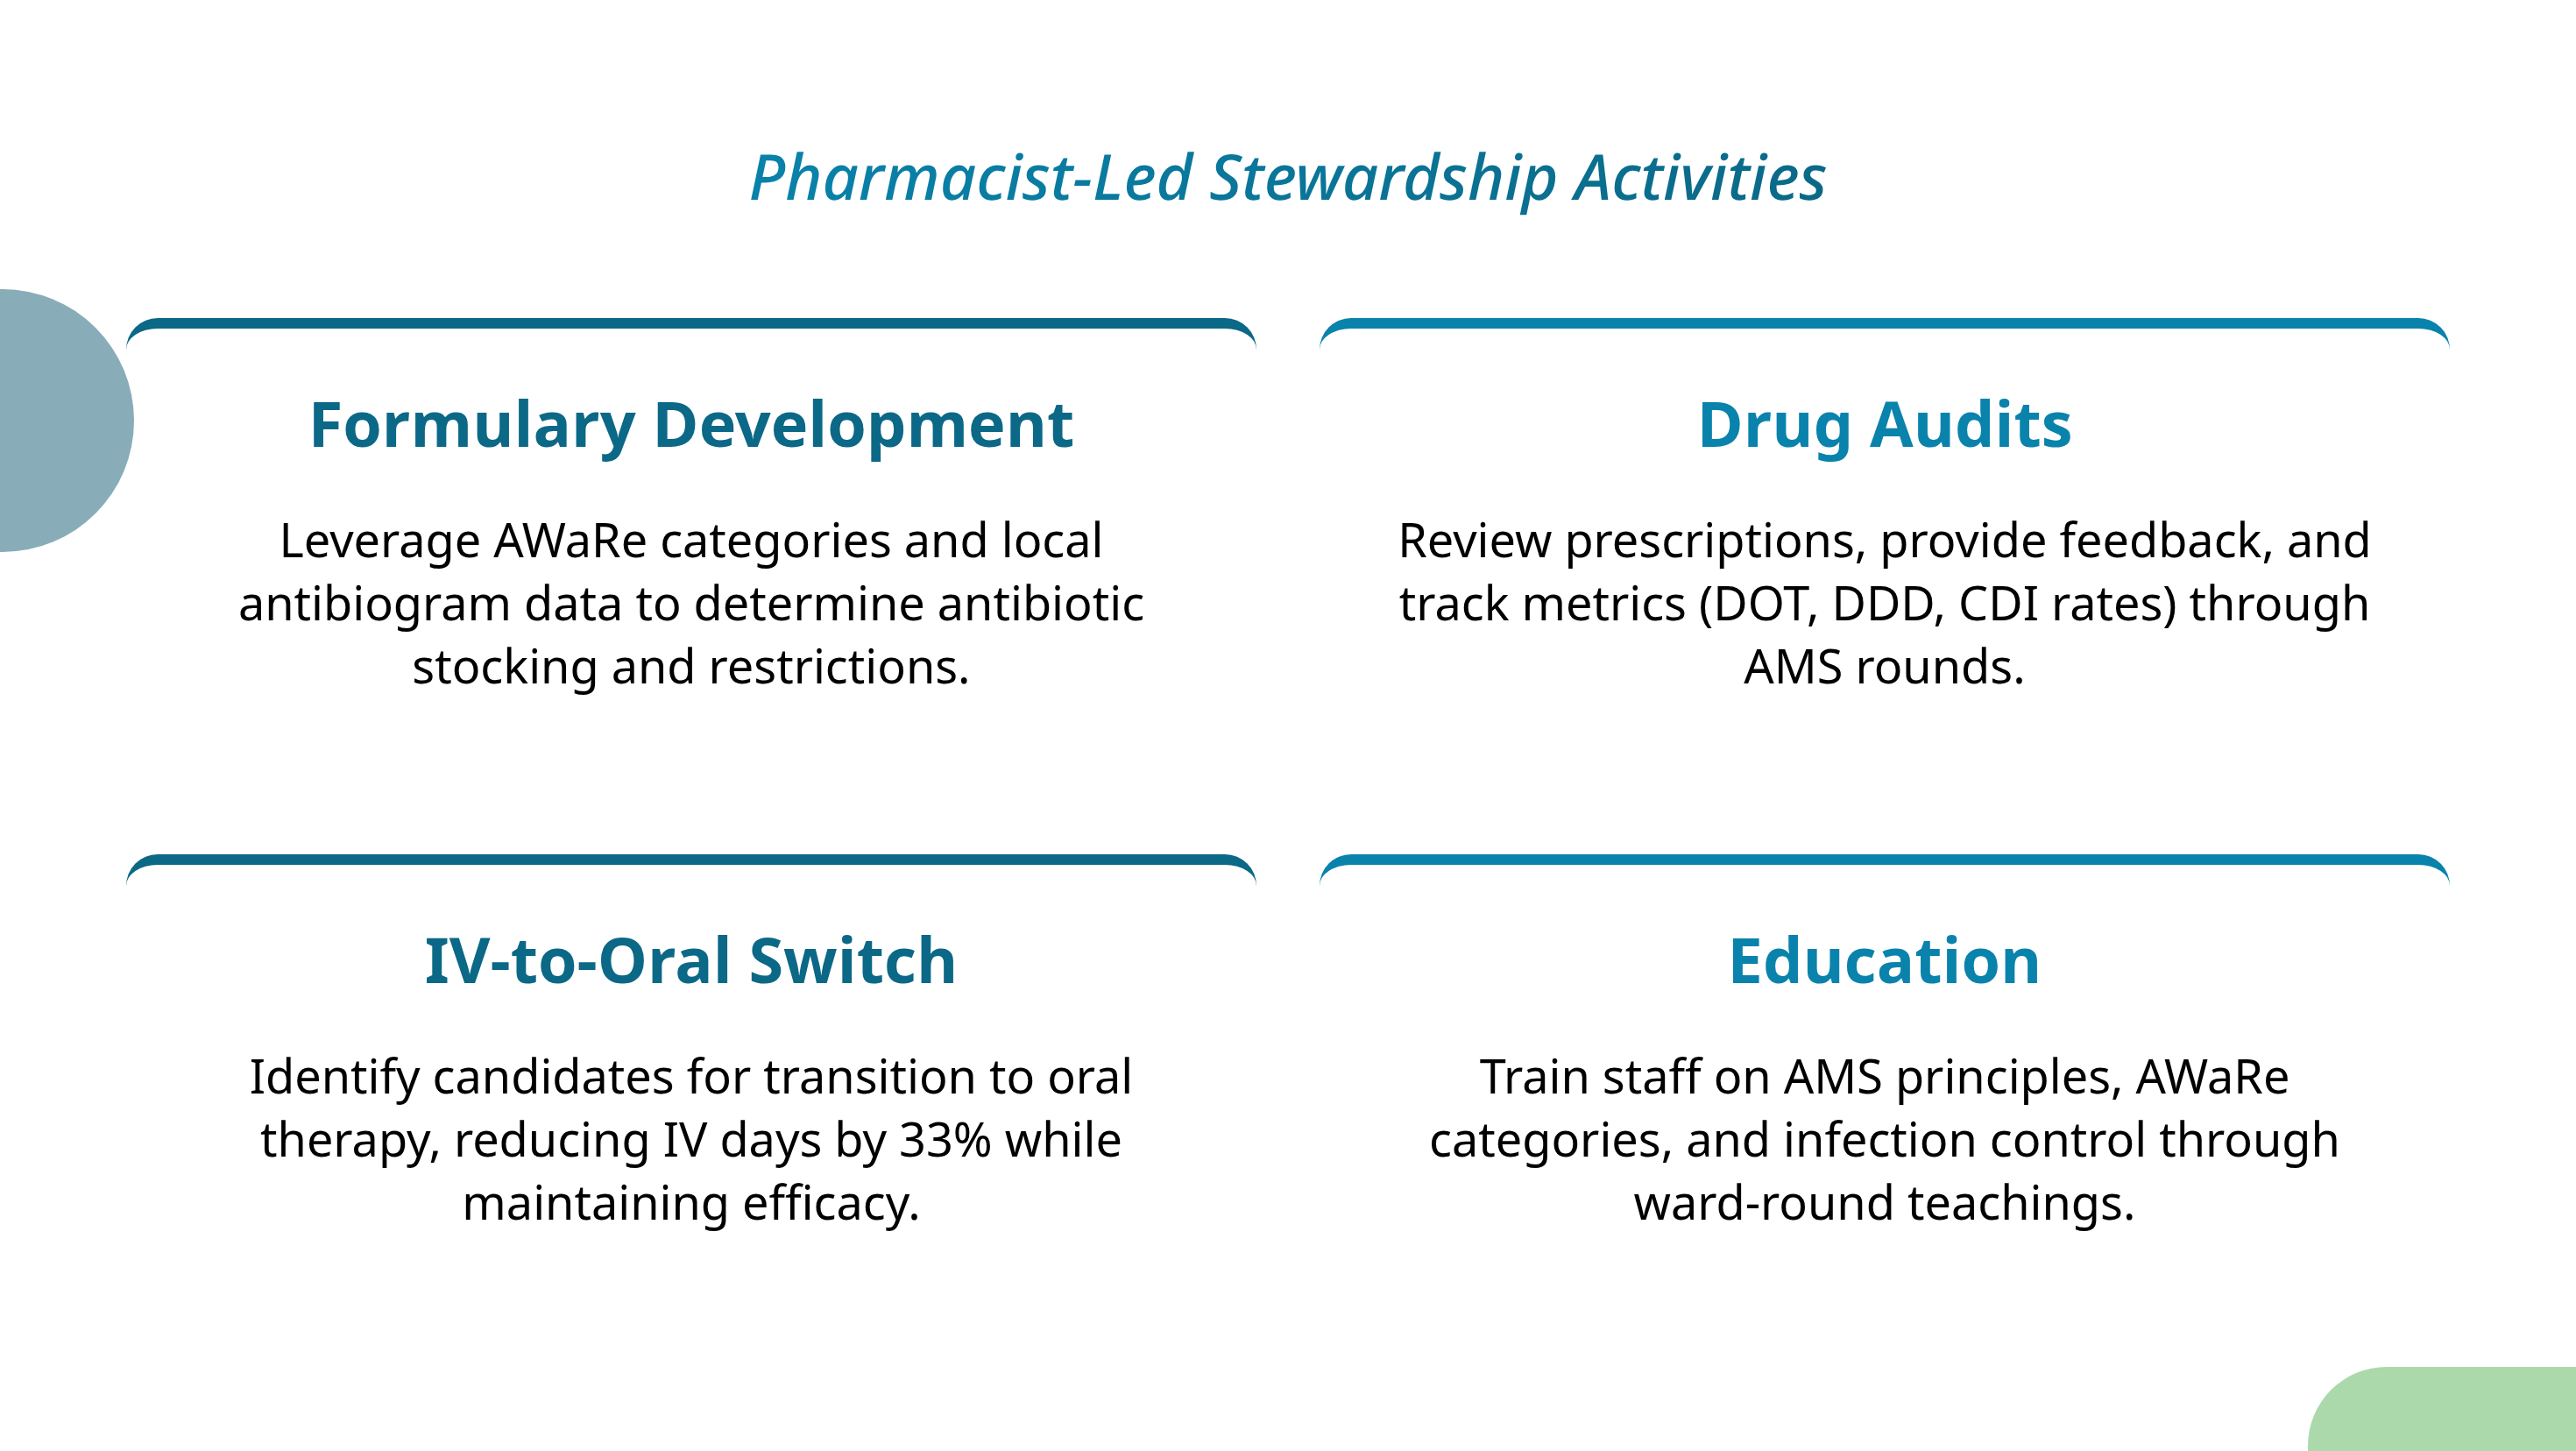 Pharmacist-Led Stewardship Activities
Formulary Development
Leverage AWaRe categories and local
antibiogram data to determine antibiotic
stocking and restrictions.
Drug Audits
Review prescriptions, provide feedback, and
track metrics (DOT, DDD, CDI rates) through
AMS rounds.
IV-to-Oral Switch
Identify candidates for transition to oral
therapy, reducing IV days by 33% while
maintaining efficacy.
Education
Train staff on AMS principles, AWaRe
categories, and infection control through
ward-round teachings.